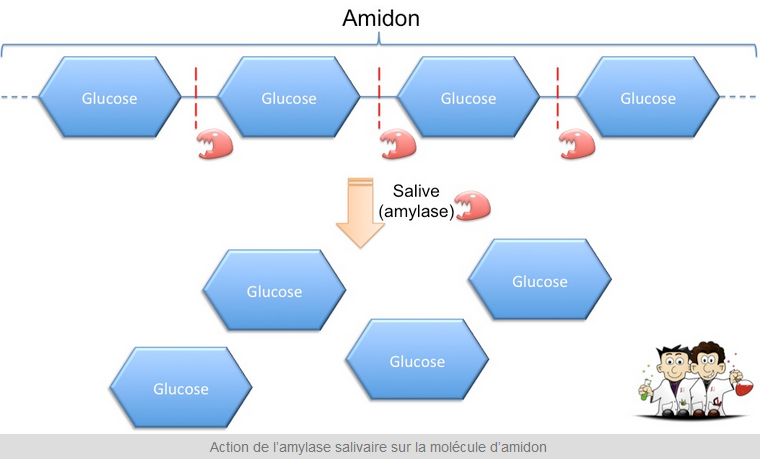 Amidon
Glucose Glucose Glucose Glucose
Salive
(amylase)
Glucose
Glucose
Glucose
Glucose
Action de l'amylase salivaire sur la molécule d'amidon